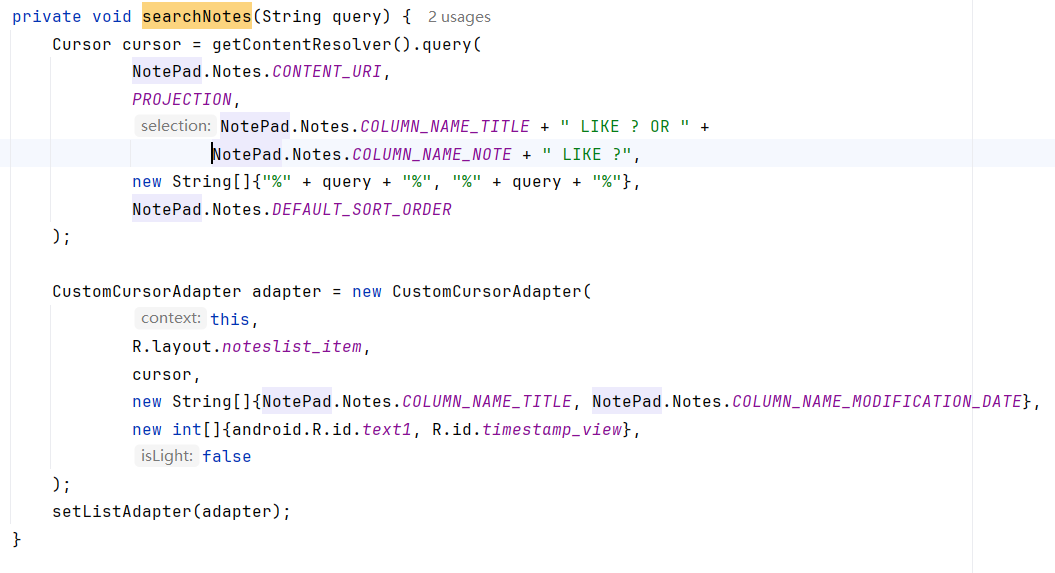 private void searchNotes(String query) {  2 usages
    Cursor cursor = getContentResolver().query(
            NotePad.Notes.CONTENT_URI,
            PROJECTION,
            selection: NotePad.Notes.COLUMN_NAME_TITLE + " LIKE ? OR " +
                    NotePad.Notes.COLUMN_NAME_NOTE + " LIKE ?",
            new String[]{"%" + query + "%", "%" + query + "%"},
            NotePad.Notes.DEFAULT_SORT_ORDER
    );

    CustomCursorAdapter adapter = new CustomCursorAdapter(
            context: this,
            R.layout.noteslist_item,
            cursor,
            new String[]{NotePad.Notes.COLUMN_NAME_TITLE, NotePad.Notes.COLUMN_NAME_MODIFICATION_DATE},
            new int[]{android.R.id.text1, R.id.timestamp_view},
            isLight: false
    );
    setListAdapter(adapter);
}